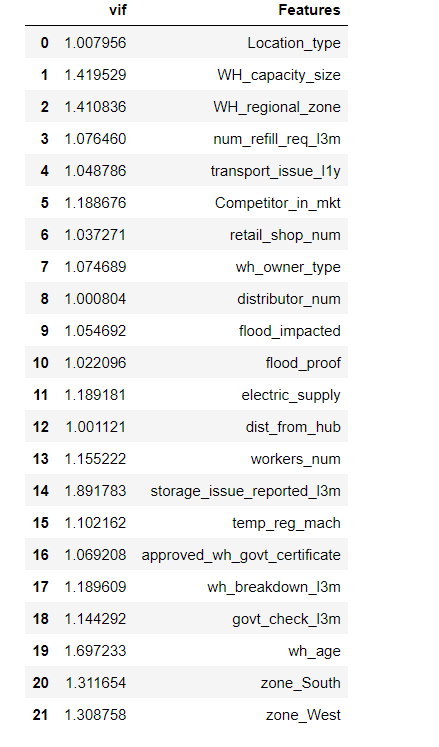 vif Features
0 1.007956 Location_type
1 1.419529 WH_capacity_size
2 1.410836 WH_regional_zone
3 1.076460 num_refill_req_l3m
4 1.048786 transport_issue_l1y
5 1.188676 Competitor_in_mkt
6 1.037271 retail_shop_num
7 1.074689 wh_owner_type
8 1.000804 distributor_num
9 1.054692 flood_impacted
10 1.022096 flood_proof
11 1.189181 electric_supply
12 1.001121 dist_from_hub
13 1.155222 workers_num
14 1.891783 storage_issue_reported_l3m
15 1.102162 temp_reg_mach
16 1.069208 approved_wh_govt_certificate
17 1.189609 wh_breakdown_l3m
18 1.144292 govt_check_l3m
19 1.697233 wh_age
20 1.311654 zone_South
21 1.308758 zone_West